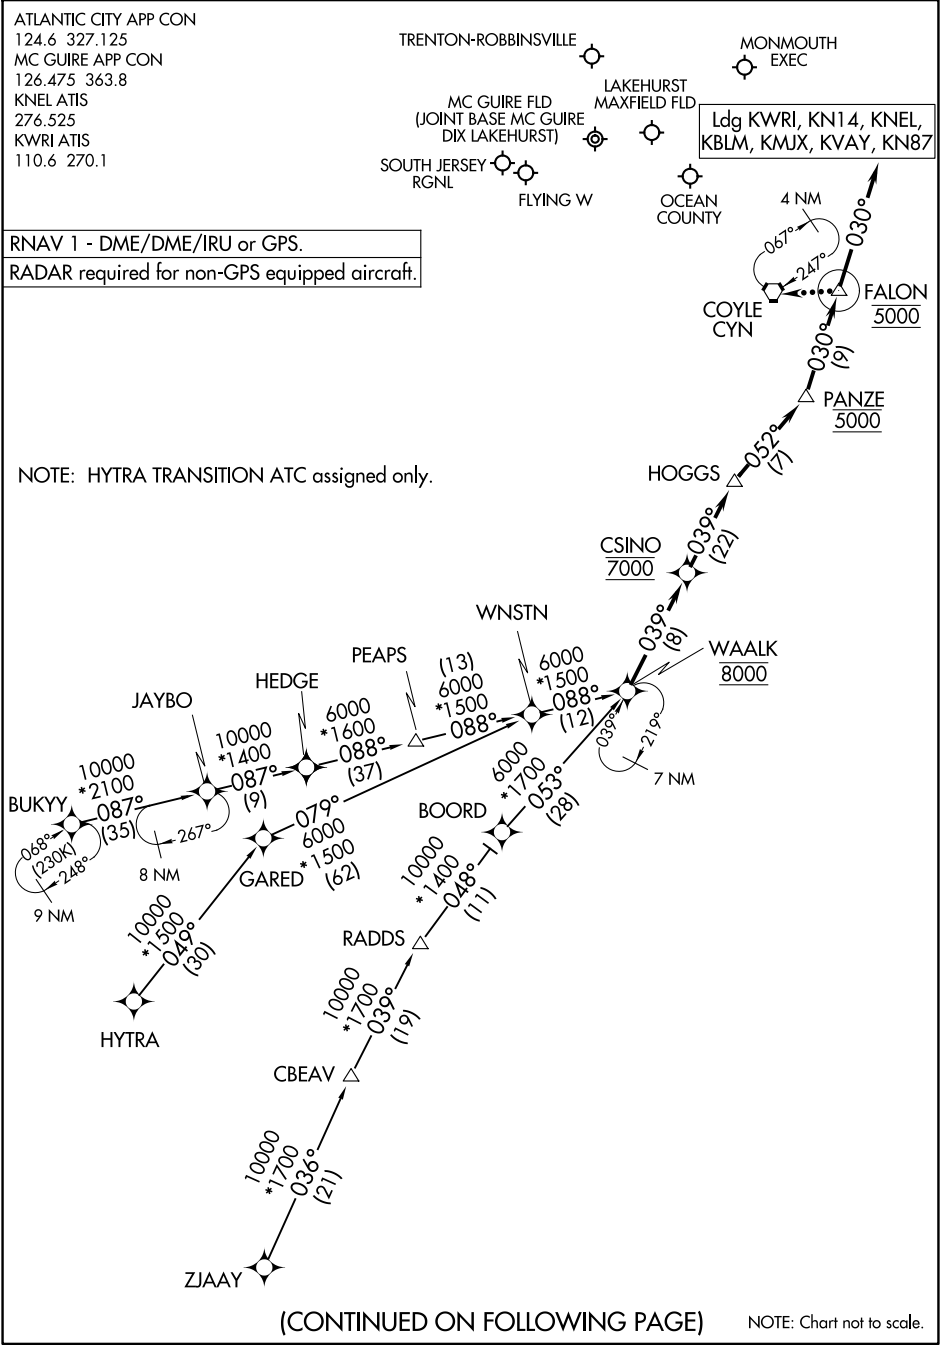 ATLANTIC CITY APP CON
124.6 327.125
MC GUIRE APP CON
126.475 363.8
KNEL ATIS
276.525
KWRI ATIS
110.6 270.1
TRENTON-ROBBINSVILLE
MONMOUTH
EXEC
LAKEHURST
MAXFIELD FLD
MC GUIRE FLD
(JOINT BASE MC GUIRE
DIX LAKEHURST)
SOUTH JERSEY
RGNL
FLYING W
OCEAN
COUNTY
Ldg KWRI, KN14, KNEL,
KBLM, KMJX, KVAY, KN87
RNAV 1 - DME/DME/IRU or GPS.
RADAR required for non-GPS equipped aircraft.
4 NM
067°
247°
030°
COYLE
CYN
FALON
5000
030°
(9)
PANZE
5000
NOTE: HYTRA TRANSITION ATC assigned only.
HOGGS
052°
(7)
039°
(22)
CSINO
7000
039°
(8)
WAALK
8000
039°
219°
7 NM
WNSTN
6000
*1500
088°
(12)
PEAPS
(13)
6000
*1500
088°
HEDGE
6000
*1600
088°
(37)
JAYBO
10000
*1400
087°
(9)
267°
8 NM
BUKYY
10000
*2100
087°
(35)
068°
(230K)
248°
9 NM
GARED
079°
6000
*1500
(62)
10000
*1500
049°
(30)
HYTRA
BOORD
6000
*1700
053°
(28)
10000
*1400
048°
(11)
RADDS
10000
*1700
039°
(19)
CBEAV
10000
*1700
036°
(21)
ZJAAY
(CONTINUED ON FOLLOWING PAGE)
NOTE: Chart not to scale.